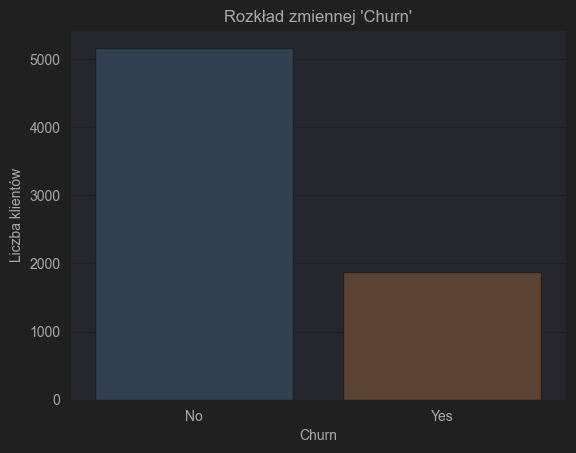 Rozkład zmiennej 'Churn'
Liczba klientów
5000
4000
3000
2000
1000
0
No
Yes
Churn